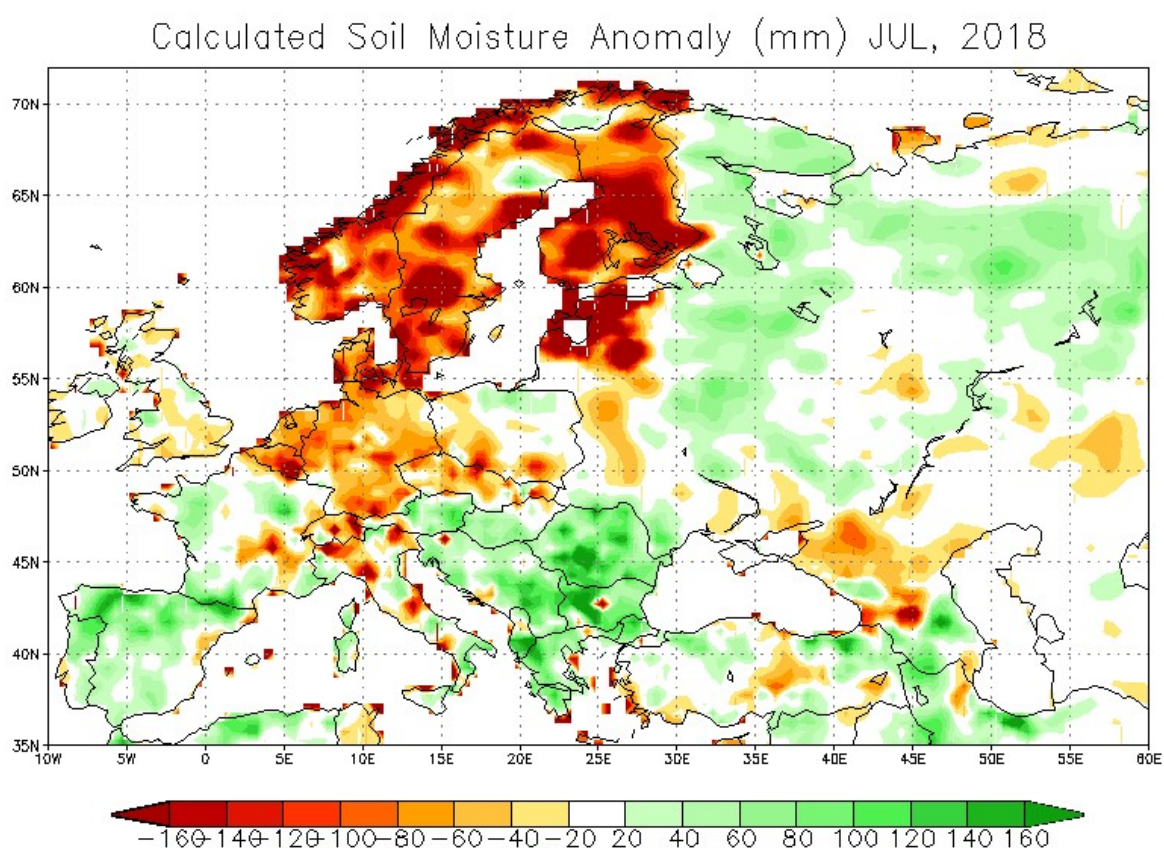 Calculated Soil Moisture Anomaly (mm) JUL, 2018
70N
65N
60N
55N
50N
45N
40N
35N
10W 5W 0 5E 10E 15E 20E 25E 30E 35E 40E 45E 50E 55E 60E
-160 -140 -120 -100 -80 -60 -40 -20 20 40 60 80 100 120 140 160